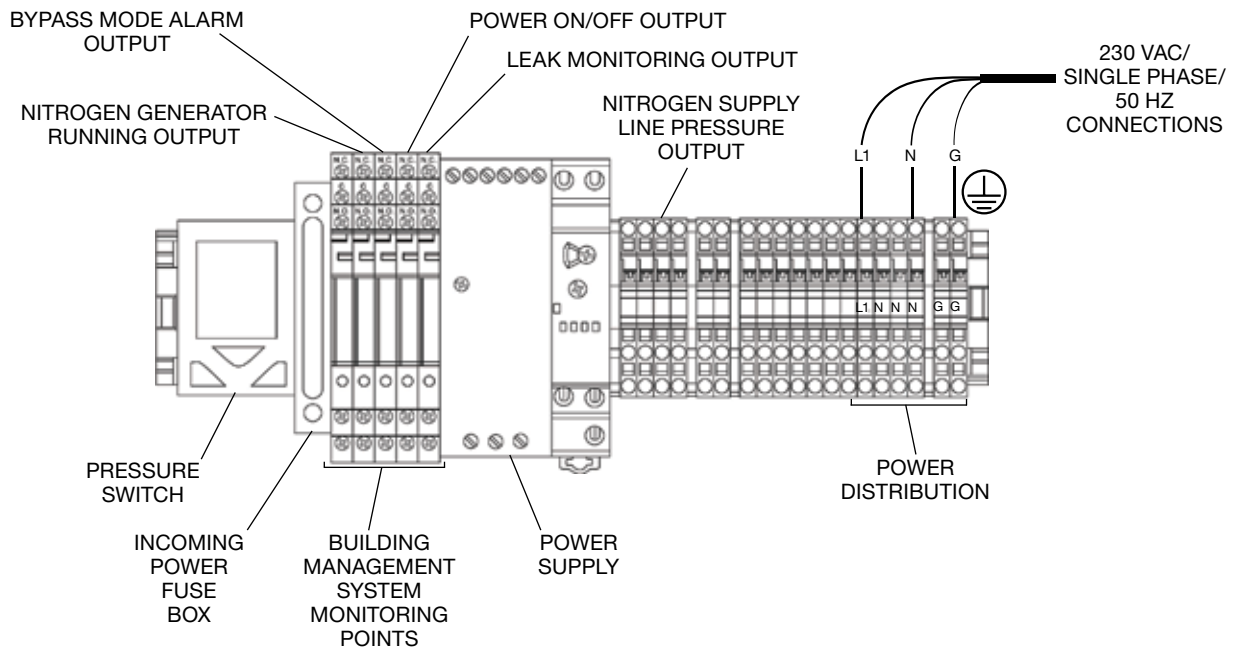 BYPASS MODE ALARM
OUTPUT
POWER ON/OFF OUTPUT
LEAK MONITORING OUTPUT
NITROGEN GENERATOR
RUNNING OUTPUT
NITROGEN SUPPLY
LINE PRESSURE
OUTPUT
230 VAC/
SINGLE PHASE/
50 HZ
CONNECTIONS
L1 N G
N.C. N.C. N.C. N.C. N.C.
C C C C C
N.O. N.O. N.O. N.O. N.O.
L1 N N N G G
PRESSURE
SWITCH
INCOMING
POWER
FUSE
BOX
BUILDING
MANAGEMENT
SYSTEM
MONITORING
POINTS
POWER
SUPPLY
POWER
DISTRIBUTION